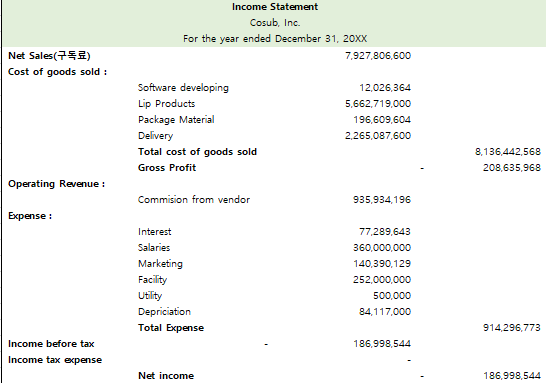 Income Statement
Cosub, Inc.
For the year ended December 31, 20XX
Net Sales(구독료) 7,927,806,600
Cost of goods sold :
Software developing 12,026,364
Lip Products 5,662,719,000
Package Material 196,609,604
Delivery 2,265,087,600
Total cost of goods sold 8,136,442,568
Gross Profit - 208,635,968
Operating Revenue :
Commision from vendor 935,934,196
Expense :
Interest 77,289,643
Salaries 360,000,000
Marketing 140,390,129
Facility 252,000,000
Utility 500,000
Depriciation 84,117,000
Total Expense 914,296,773
Income before tax - 186,998,544
Income tax expense -
Net income - 186,998,544